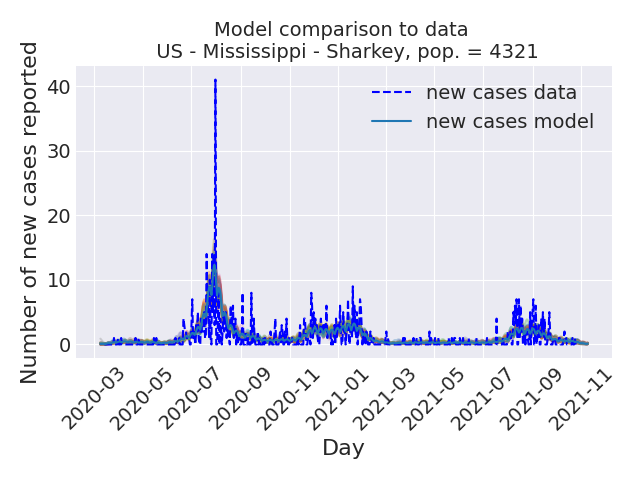 Model comparison to data
US - Mississippi - Sharkey, pop. = 4321
Number of new cases reported
40
30
20
10
0
new cases data
new cases model
2020-03
2020-05
2020-07
2020-09
2020-11
2021-01
2021-03
2021-05
2021-07
2021-09
2021-11
Day